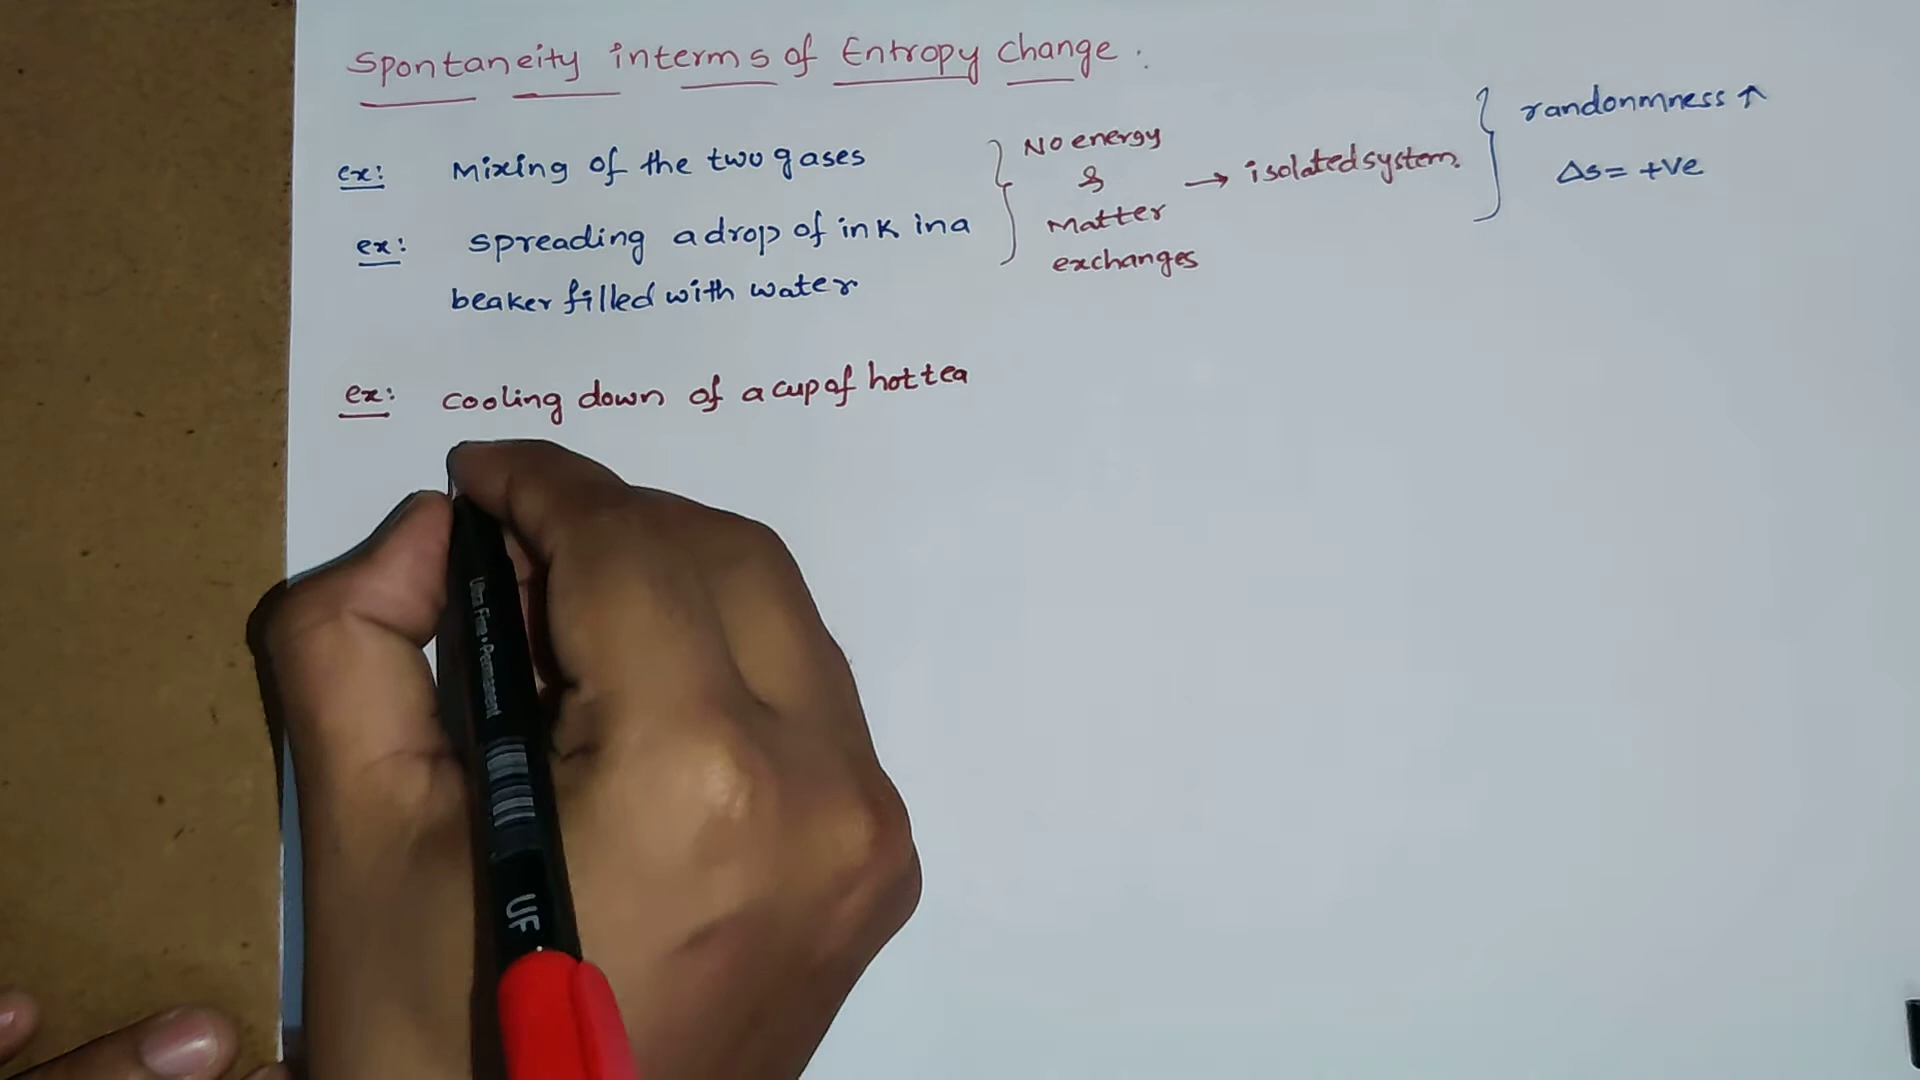 Spontaneity interms of Entropy change :
ex: Mixing of the two gases
ex: spreading a drop of ink in a
beaker filled with water
No energy
&
Matter
exchanges
→ isolated system.
randonmness ↑
Δs = +ve
ex: cooling down of a cup of hot tea
Ultra Fine • Permanent
UF